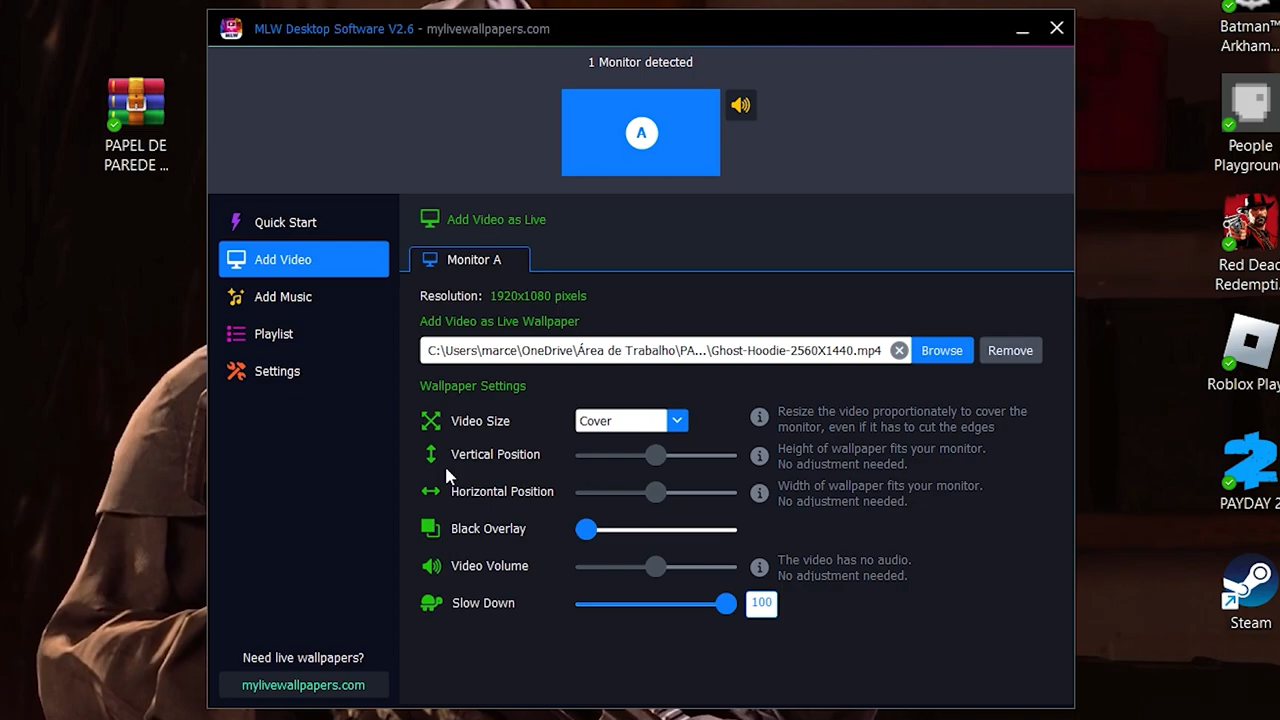 MLW Desktop Software V2.6 - mylivewallpapers.com
1 Monitor detected
A
PAPEL DE
PAREDE ...
Quick Start
Add Video
Add Music
Playlist
Settings
Need live wallpapers?
mylivewallpapers.com
Add Video as Live
Monitor A
Resolution: 1920x1080 pixels
Add Video as Live Wallpaper
C:\Users\marce\OneDrive\Área de Trabalho\PA...\Ghost-Hoodie-2560X1440.mp4
Browse
Remove
Wallpaper Settings
Video Size
Cover
Resize the video proportionately to cover the
monitor, even if it has to cut the edges
Vertical Position
Height of wallpaper fits your monitor.
No adjustment needed.
Horizontal Position
Width of wallpaper fits your monitor.
No adjustment needed.
Black Overlay
Video Volume
The video has no audio.
No adjustment needed.
Slow Down
100
Batman™
Arkham...
People
Playground
Red Dead
Redempti...
Roblox Play
PAYDAY 2
Steam